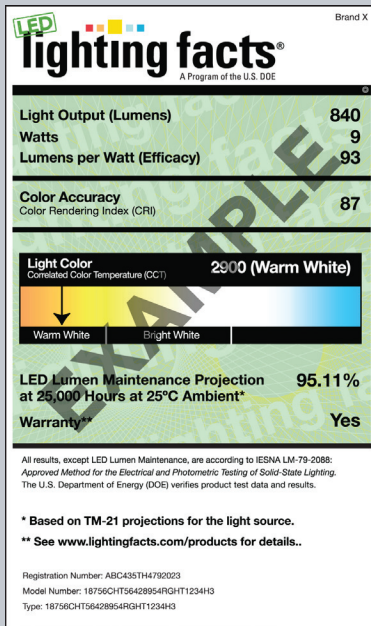 Brand X
LED
lighting facts®
A Program of the U.S. DOE
Light Output (Lumens) 840
Watts 9
Lumens per Watt (Efficacy) 93
Color Accuracy
Color Rendering Index (CRI) 87
Light Color
Correlated Color Temperature (CCT) 2900 (Warm White)
Warm White Bright White
EXAMPLE
LED Lumen Maintenance Projection
at 25,000 Hours at 25ºC Ambient* 95.11%
Warranty** Yes
All results, except LED Lumen Maintenance, are according to IESNA LM-79-2088:
Approved Method for the Electrical and Photometric Testing of Solid-State Lighting.
The U.S. Department of Energy (DOE) verifies product test data and results.
* Based on TM-21 projections for the light source.
** See www.lightingfacts.com/products for details..
Registration Number: ABC435TH4792023
Model Number: 18756CHT56428954RGHT1234H3
Type: 18756CHT56428954RGHT1234H3